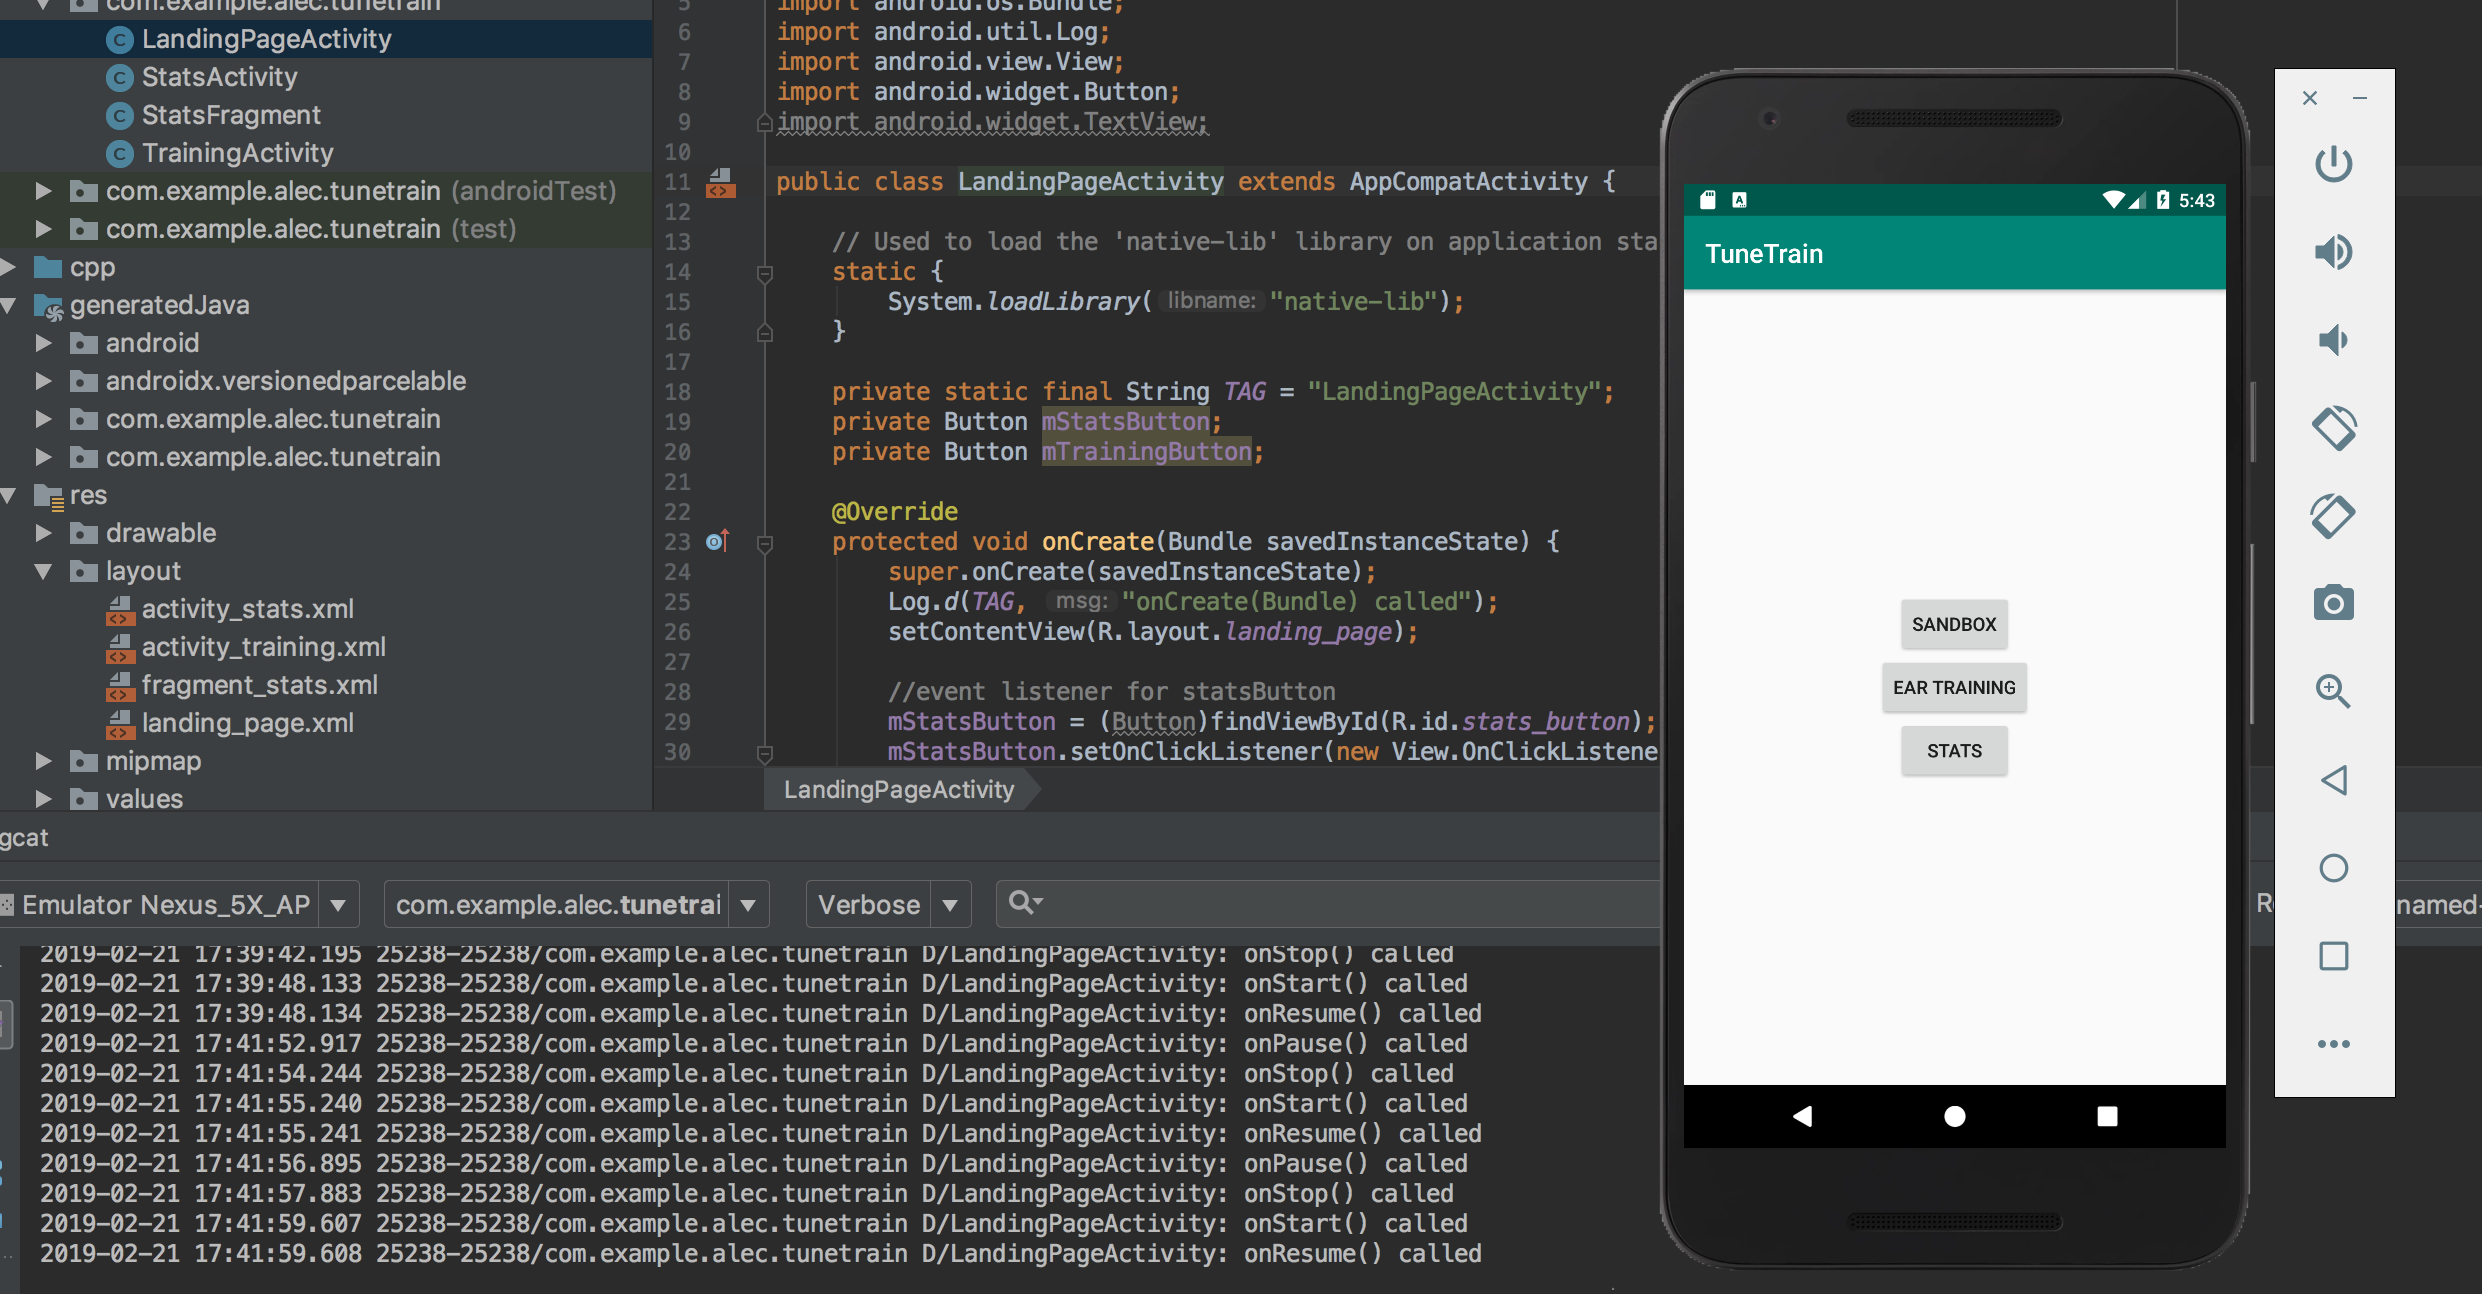 com.example.alec.tunetrain
LandingPageActivity
StatsActivity
StatsFragment
TrainingActivity
com.example.alec.tunetrain (androidTest)
com.example.alec.tunetrain (test)
cpp
generatedJava
android
androidx.versionedparcelable
com.example.alec.tunetrain
com.example.alec.tunetrain
res
drawable
layout
activity_stats.xml
activity_training.xml
fragment_stats.xml
landing_page.xml
mipmap
values
5 import android.os.Bundle;
6 import android.util.Log;
7 import android.view.View;
8 import android.widget.Button;
9 import android.widget.TextView;
10
11 public class LandingPageActivity extends AppCompatActivity {
12
13 // Used to load the 'native-lib' library on application sta
14 static {
15 System.loadLibrary( libname: "native-lib");
16 }
17
18 private static final String TAG = "LandingPageActivity";
19 private Button mStatsButton;
20 private Button mTrainingButton;
21
22 @Override
23 protected void onCreate(Bundle savedInstanceState) {
24 super.onCreate(savedInstanceState);
25 Log.d(TAG, msg: "onCreate(Bundle) called");
26 setContentView(R.layout.landing_page);
27
28 //event listener for statsButton
29 mStatsButton = (Button)findViewById(R.id.stats_button);
30 mStatsButton.setOnClickListener(new View.OnClickListene
LandingPageActivity
5:43
TuneTrain
SANDBOX
EAR TRAINING
STATS
gcat
Emulator Nexus_5X_AP com.example.alec.tunetrai Verbose R named-
2019-02-21 17:39:42.195 25238-25238/com.example.alec.tunetrain D/LandingPageActivity: onStop() called
2019-02-21 17:39:48.133 25238-25238/com.example.alec.tunetrain D/LandingPageActivity: onStart() called
2019-02-21 17:39:48.134 25238-25238/com.example.alec.tunetrain D/LandingPageActivity: onResume() called
2019-02-21 17:41:52.917 25238-25238/com.example.alec.tunetrain D/LandingPageActivity: onPause() called
2019-02-21 17:41:54.244 25238-25238/com.example.alec.tunetrain D/LandingPageActivity: onStop() called
2019-02-21 17:41:55.240 25238-25238/com.example.alec.tunetrain D/LandingPageActivity: onStart() called
2019-02-21 17:41:55.241 25238-25238/com.example.alec.tunetrain D/LandingPageActivity: onResume() called
2019-02-21 17:41:56.895 25238-25238/com.example.alec.tunetrain D/LandingPageActivity: onPause() called
2019-02-21 17:41:57.883 25238-25238/com.example.alec.tunetrain D/LandingPageActivity: onStop() called
2019-02-21 17:41:59.607 25238-25238/com.example.alec.tunetrain D/LandingPageActivity: onStart() called
2019-02-21 17:41:59.608 25238-25238/com.example.alec.tunetrain D/LandingPageActivity: onResume() called